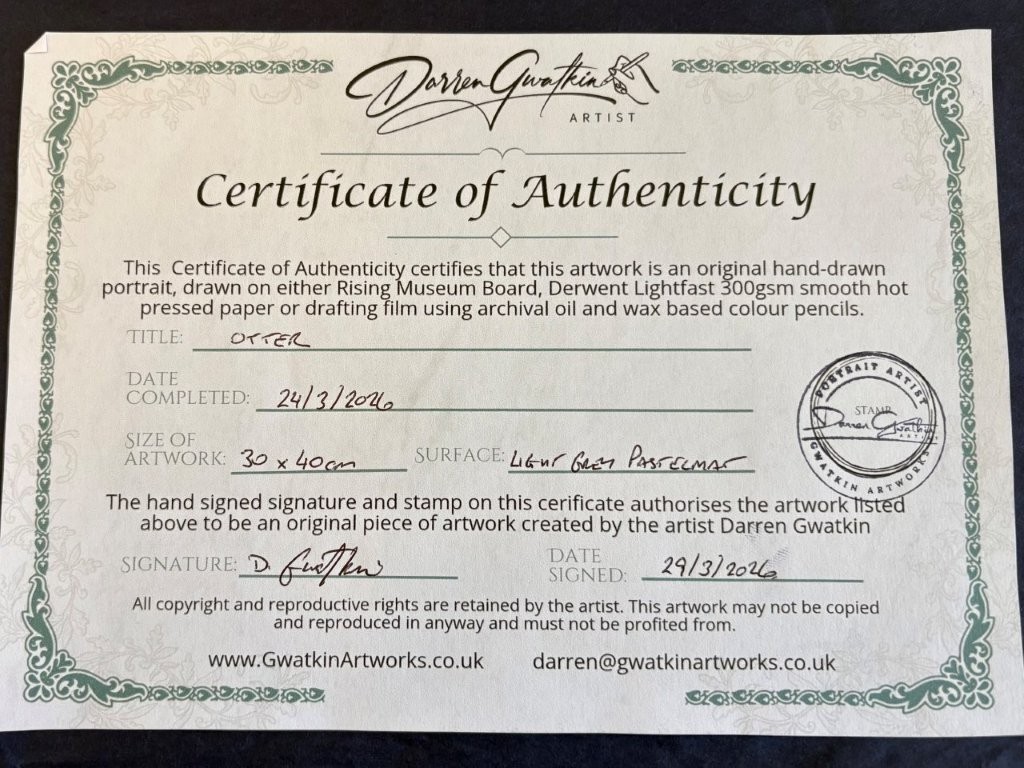 Darren Gwatkin
ARTIST
Certificate of Authenticity
This Certificate of Authenticity certifies that this artwork is an original hand-drawn
portrait, drawn on either Rising Museum Board, Derwent Lightfast 300gsm smooth hot
pressed paper or drafting film using archival oil and wax based colour pencils.
TITLE: OTTER
DATE
COMPLETED: 24/3/2026
SIZE OF
ARTWORK: 30 x 40cm
SURFACE: LIGHT GREY PASTELMAT
PORTRAIT ARTIST
STAMP
Darren Gwatkin
ARTIST
GWATKIN ARTWORKS
The hand signed signature and stamp on this cerificate authorises the artwork listed
above to be an original piece of artwork created by the artist Darren Gwatkin
SIGNATURE: D. Gwatkin
DATE
SIGNED: 29/3/2026
All copyright and reproductive rights are retained by the artist. This artwork may not be copied
and reproduced in anyway and must not be profited from.
www.GwatkinArtworks.co.uk darren@gwatkinartworks.co.uk